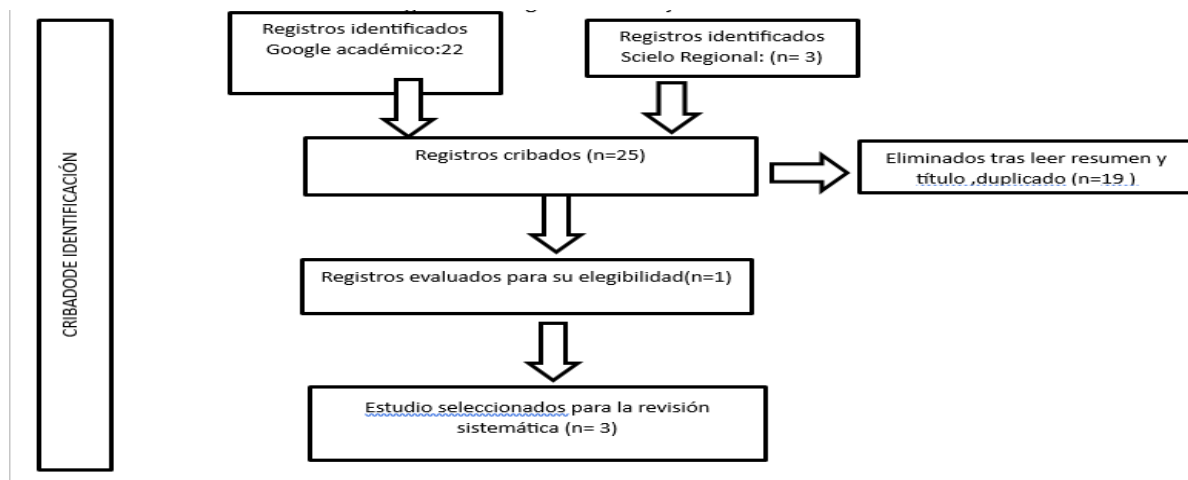 Registros identificados
Google académico:22
Registros identificados
Scielo Regional: (n= 3)
Registros cribados (n=25)
Eliminados tras leer resumen y
título ,duplicado (n=19 )
CRIBADODE IDENTIFICACIÓN
Registros evaluados para su elegibilidad(n=1)
Estudio seleccionados para la revisión
sistemática (n= 3)